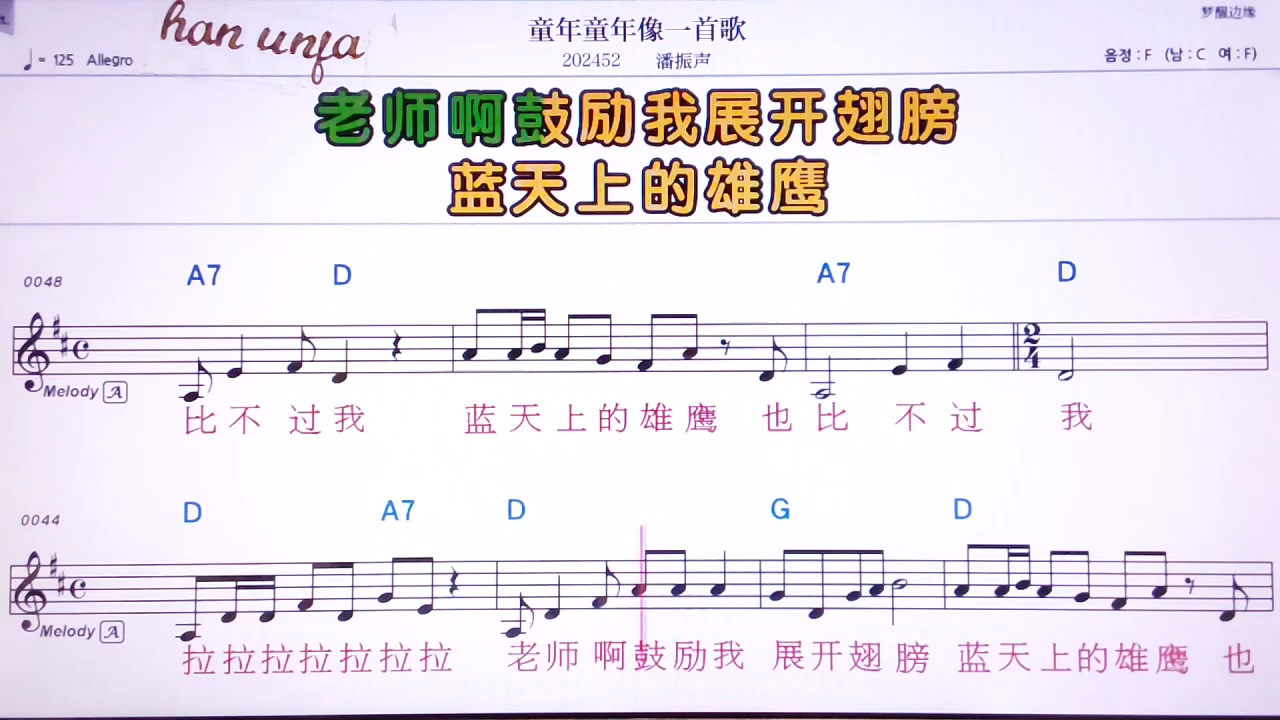 han unja
童年童年像一首歌
梦醒边缘
♩= 125 Allegro
202452 潘振声
음정 : F (남 : C 여 : F)
老师啊鼓励我展开翅膀
蓝天上的雄鹰
0048
A7 D A7 D
Melody A
比不过我 蓝天上的雄鹰 也比不过 我
0044
D A7 D G D
Melody A
拉拉拉拉拉拉拉 老师啊鼓励我 展开翅膀 蓝天上的雄鹰 也